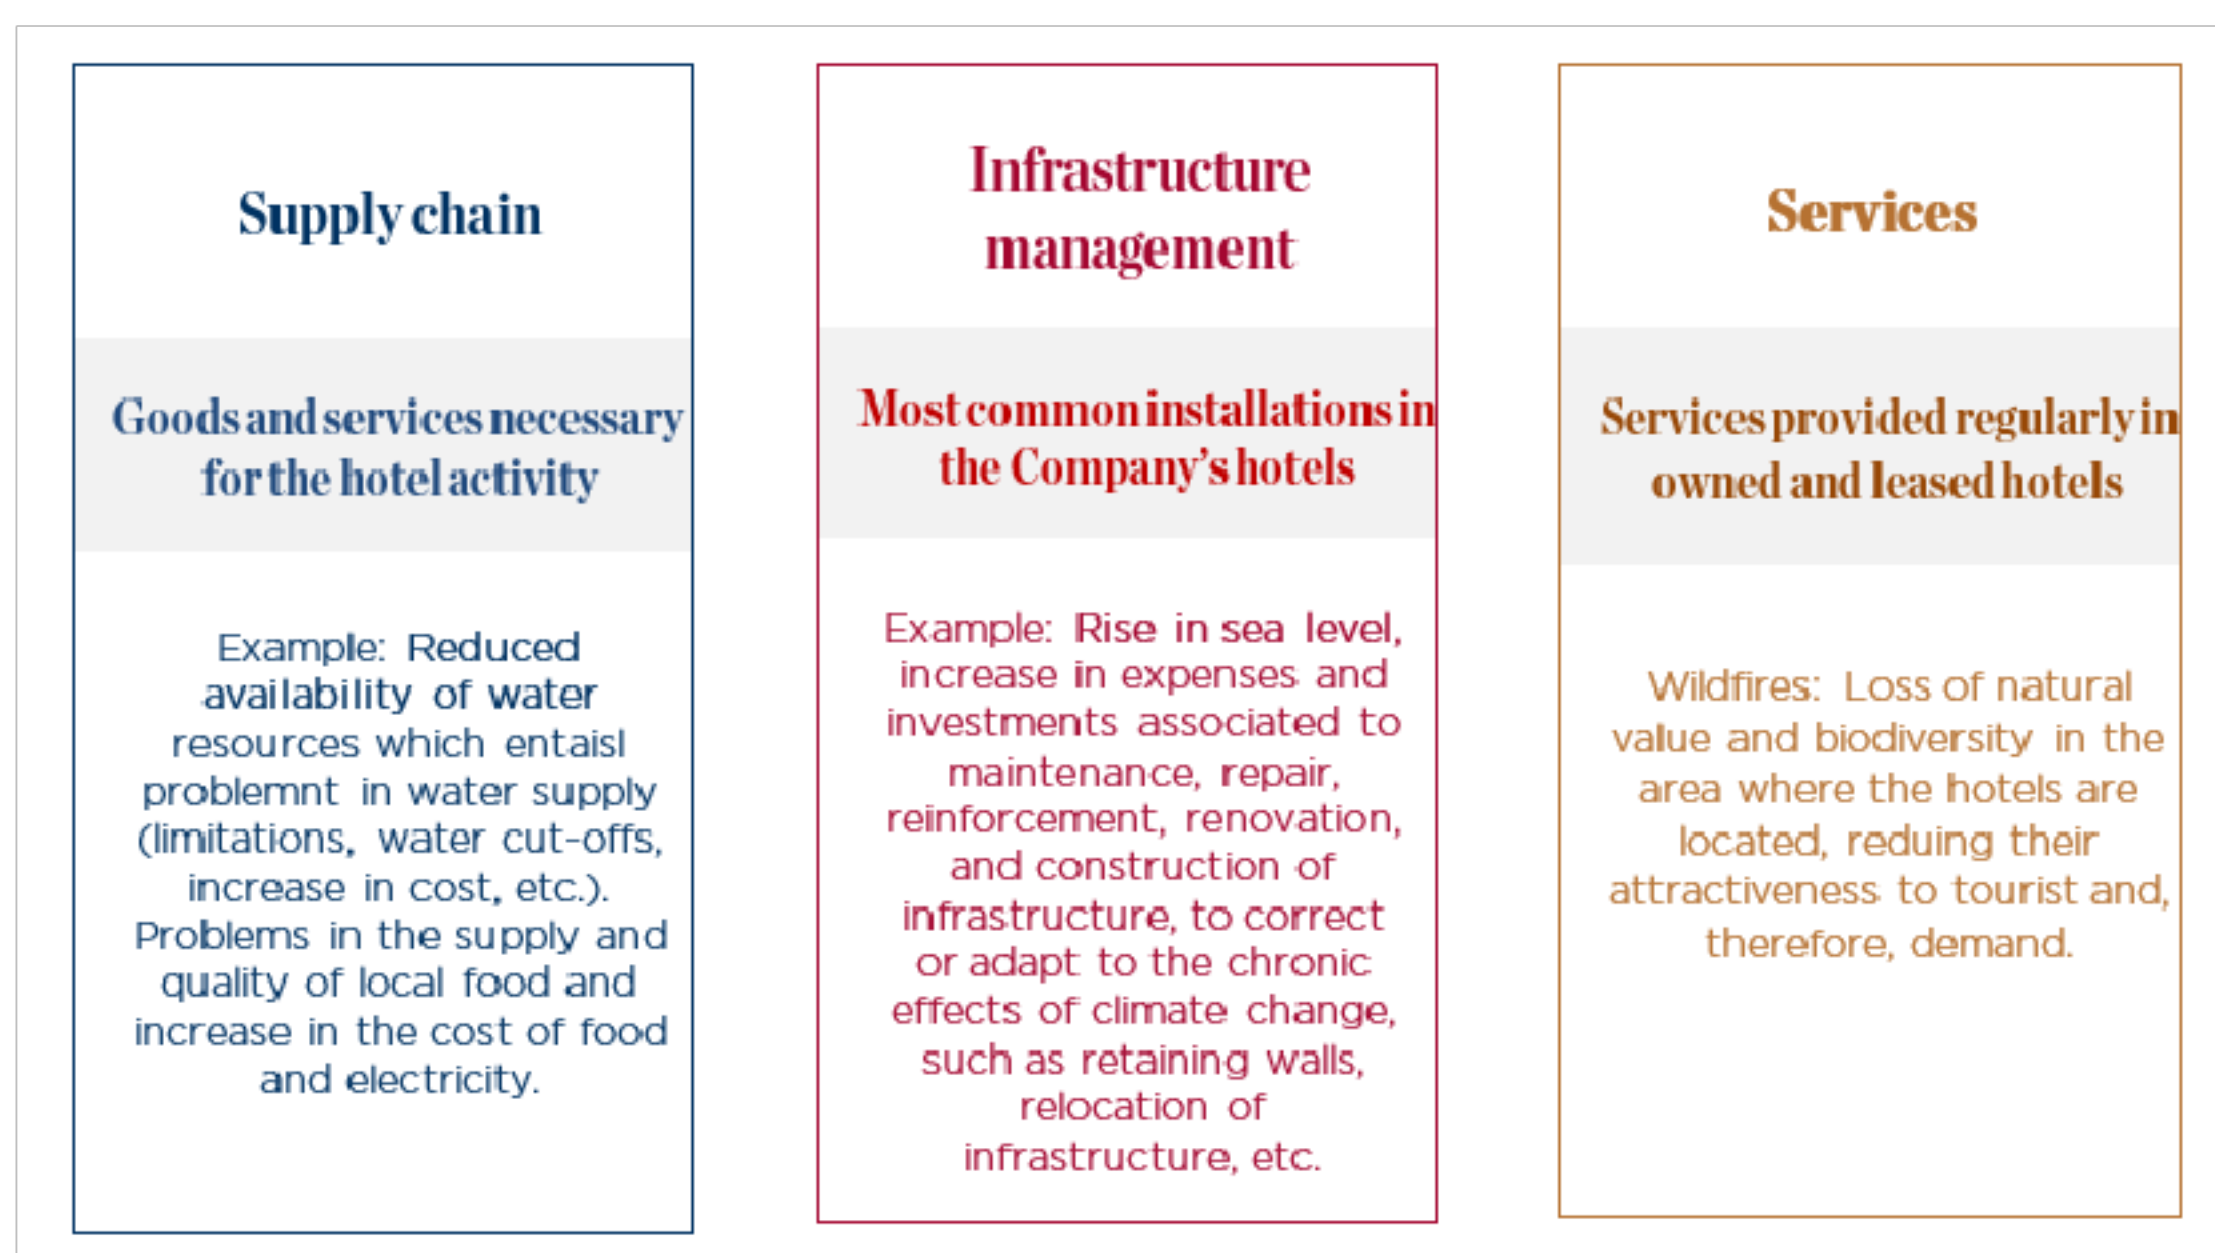 Supply chain
Goods and services necessary
for the hotel activity
Example: Reduced
availability of water
resources which entaisl
problemnt in water supply
(limitations, water cut-offs,
increase in cost, etc.).
Problems in the supply and
quality of local food and
increase in the cost of food
and electricity.
Infrastructure
management
Most common installations in
the Company's hotels
Example: Rise in sea level,
increase in expenses and
investments associated to
maintenance, repair,
reinforcement, renovation,
and construction of
infrastructure, to correct
or adapt to the chronic
effects of climate change,
such as retaining walls,
relocation of
infrastructure, etc.
Services
Services provided regularly in
owned and leased hotels
Wildfires: Loss of natural
value and biodiversity in the
area where the hotels are
located, reduing their
attractiveness to tourist and,
therefore, demand.